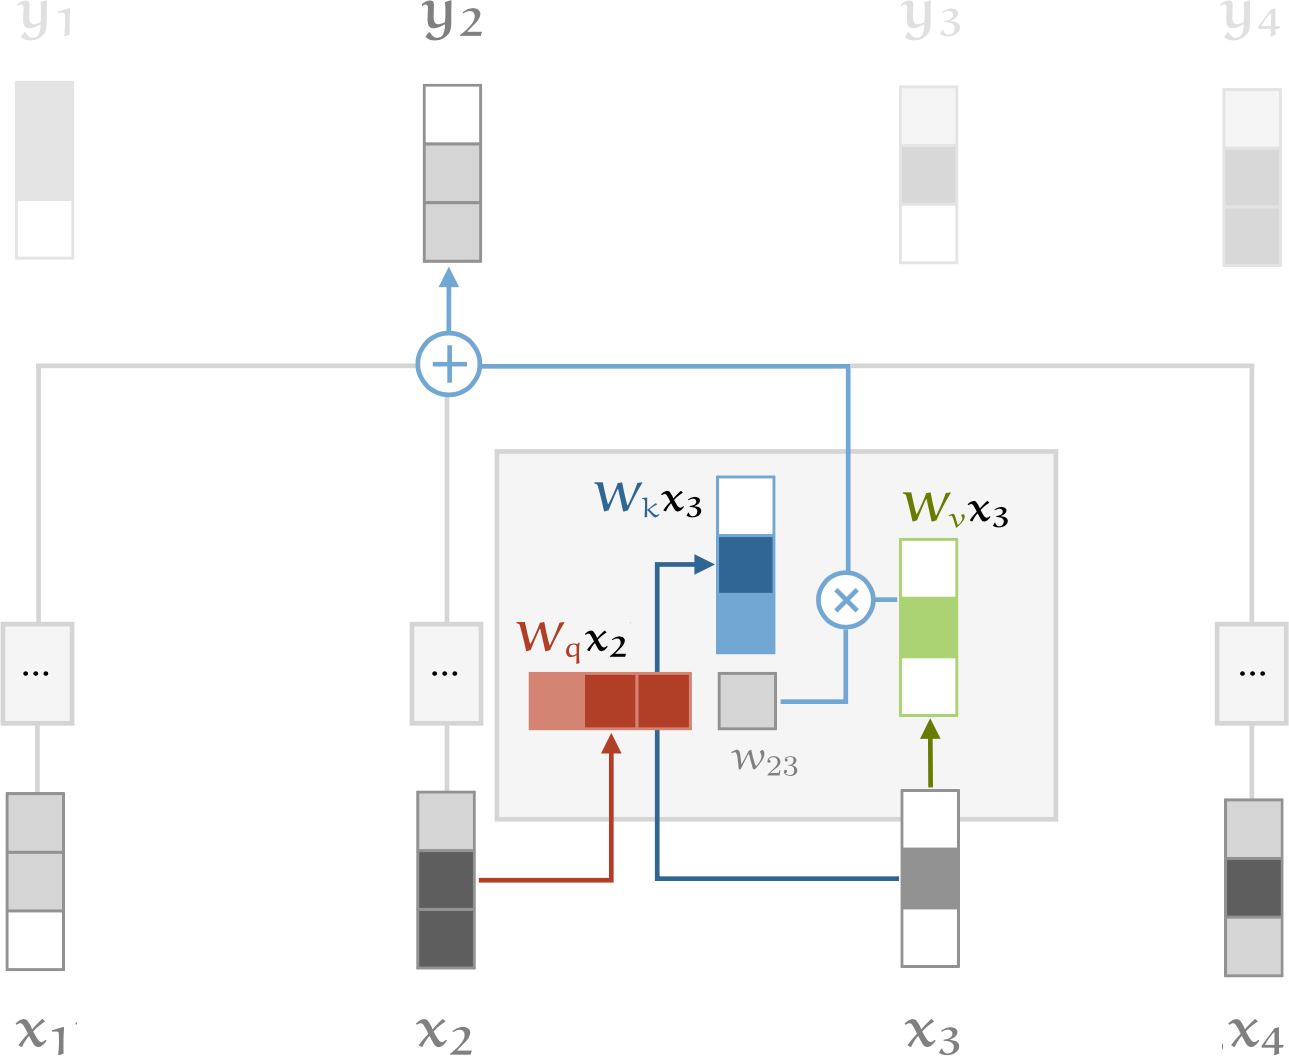 y1 y2 y3 y4
Wkx3 Wvx3
Wqx2
... ... ...
w23
x1 x2 x3 x4